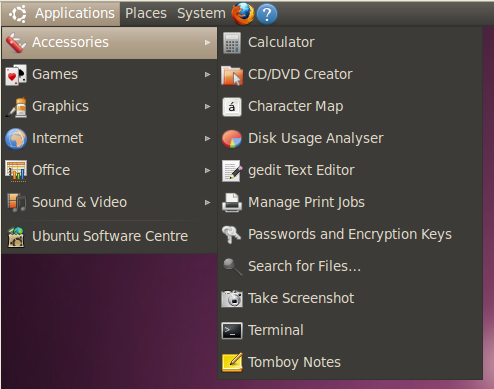 Applications Places System
Accessories
Games
Graphics
Internet
Office
Sound & Video
Ubuntu Software Centre
Calculator
CD/DVD Creator
Character Map
Disk Usage Analyser
gedit Text Editor
Manage Print Jobs
Passwords and Encryption Keys
Search for Files...
Take Screenshot
Terminal
Tomboy Notes